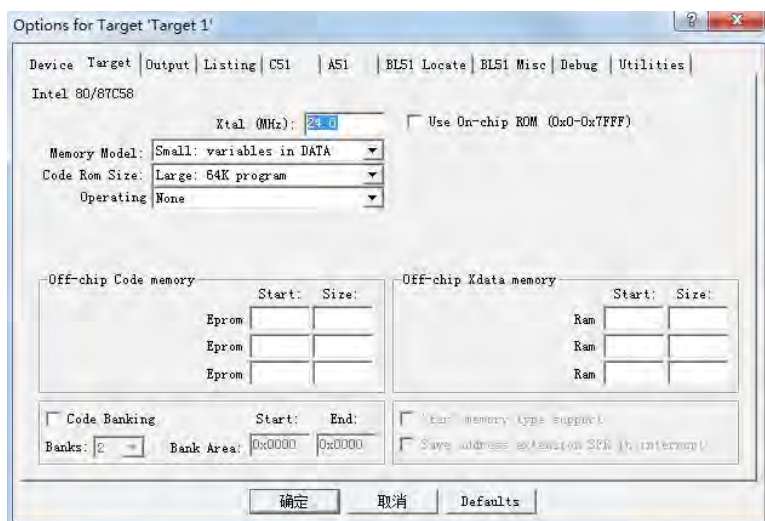 Options for Target 'Target 1'
Device Target Output Listing C51 A51 BL51 Locate BL51 Misc Debug Utilities
Intel 80/87C58
Xtal (MHz): 24.0 Use On-chip ROM (0x0-0x7FFF)
Memory Model: Small: variables in DATA
Code Rom Size: Large: 64K program
Operating None
Off-chip Code memory Off-chip Xdata memory
Start: Size: Start: Size:
Eprom Ram
Eprom Ram
Eprom Ram
Code Banking Start: End: 'far' memory type support
Banks: 2 Bank Area: 0x0000 0x0000 Save address extension SFR in interrupt
确定 取消 Defaults